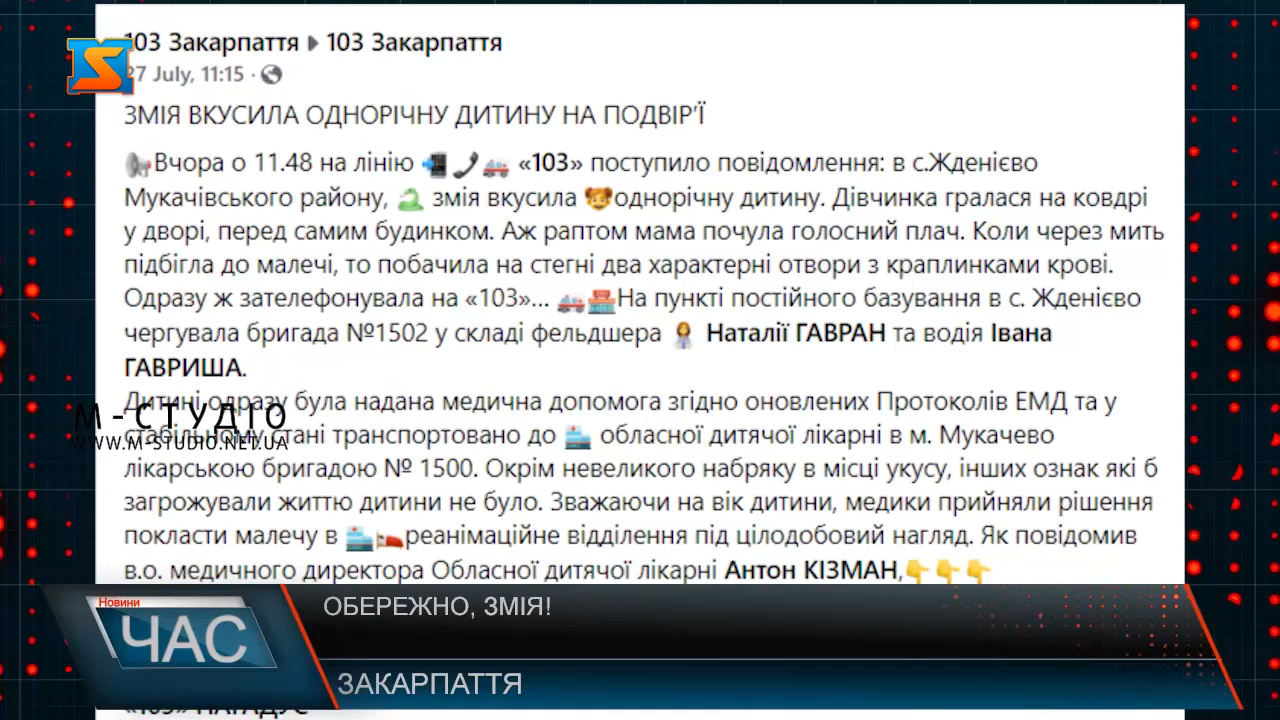 103 Закарпаття ▶ 103 Закарпаття
27 July, 11:15 ·
ЗМІЯ ВКУСИЛА ОДНОРІЧНУ ДИТИНУ НА ПОДВІР’Ї
Вчора о 11.48 на лінію «103» поступило повідомлення: в с.Жденієво
Мукачівського району, змія вкусила однорічну дитину. Дівчинка гралася на ковдрі
у дворі, перед самим будинком. Аж раптом мама почула голосний плач. Коли через мить
підбігла до малечі, то побачила на стегні два характерні отвори з краплинками крові.
Одразу ж зателефонувала на «103»... На пункті постійного базування в с. Жденієво
чергувала бригада №1502 у складі фельдшера Наталії ГАВРАН та водія Івана
ГАВРИША.
Дитині одразу була надана медична допомога згідно оновлених Протоколів ЕМД та у
стабільному стані транспортовано до обласної дитячої лікарні в м. Мукачево
лікарською бригадою № 1500. Окрім невеликого набряку в місці укусу, інших ознак які б
загрожували життю дитини не було. Зважаючи на вік дитини, медики прийняли рішення
покласти малечу в реанімаційне відділення під цілодобовий нагляд. Як повідомив
в.о. медичного директора Обласної дитячої лікарні Антон КІЗМАН,
М-СТУДІО
WWW.M-STUDIO.NET.UA
Новини
ЧАС
ОБЕРЕЖНО, ЗМІЯ!
ЗАКАРПАТТЯ
«103» НАГАДУЄ